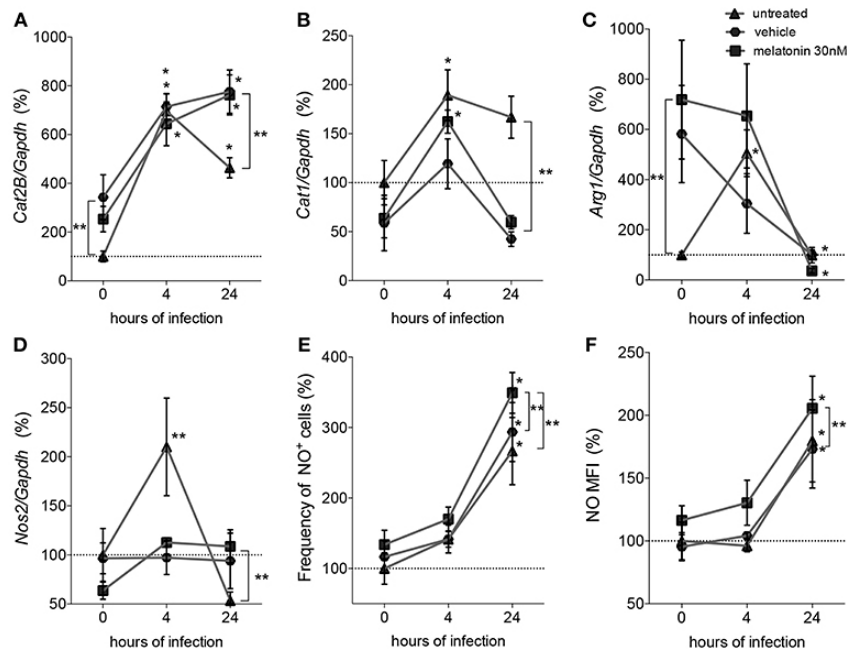 A
Cat2B/Gapdh (%)
1000
800
600
400
200
0
0 4 24
hours of infection
* * * * * ** **
B
Cat1/Gapdh (%)
250
200
150
100
50
0
0 4 24
hours of infection
* * **
C
untreated
vehicle
melatonin 30nM
Arg1/Gapdh (%)
1000
800
600
400
200
0
0 4 24
hours of infection
** * * *
D
Nos2/Gapdh (%)
300
250
200
150
100
50
0 4 24
hours of infection
** **
E
Frequency of NO+ cells (%)
400
300
200
100
0 4 24
hours of infection
* * * ** **
F
NO MFI (%)
250
200
150
100
50
0 4 24
hours of infection
* * * **